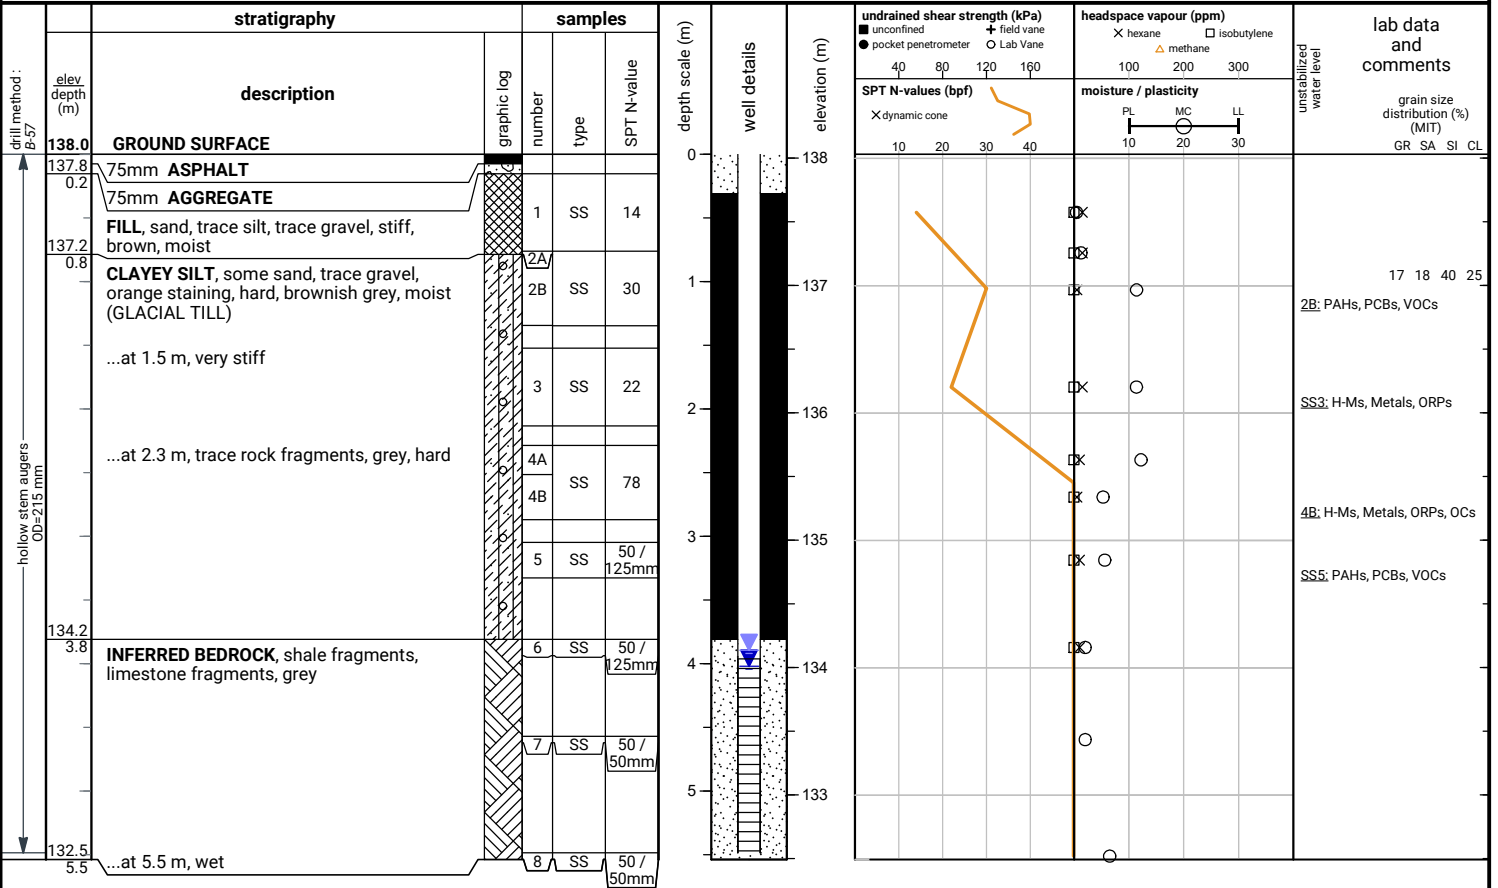 stratigraphy
samples
drill method :
B-57
elev
depth
(m)
description
graphic log
number
type
SPT N-value
depth scale (m)
well details
elevation (m)
undrained shear strength (kPa)
unconfined
field vane
pocket penetrometer
Lab Vane
40 80 120 160
SPT N-values (bpf)
dynamic cone
10 20 30 40
headspace vapour (ppm)
hexane
isobutylene
methane
100 200 300
moisture / plasticity
PL MC LL
10 20 30
unstabilized
water level
lab data
and
comments
grain size
distribution (%)
(MIT)
GR SA SI CL
138.0 GROUND SURFACE
137.8
0.2
75mm ASPHALT
75mm AGGREGATE
FILL, sand, trace silt, trace gravel, stiff,
brown, moist
137.2
0.8
CLAYEY SILT, some sand, trace gravel,
orange staining, hard, brownish grey, moist
(GLACIAL TILL)
...at 1.5 m, very stiff
...at 2.3 m, trace rock fragments, grey, hard
134.2
3.8
INFERRED BEDROCK, shale fragments,
limestone fragments, grey
132.5
5.5
...at 5.5 m, wet
hollow stem augers
OD=215 mm
1 SS 14
2A
2B SS 30
3 SS 22
4A
4B SS 78
5 SS 50 /
125mm
6 SS 50 /
125mm
7 SS 50 /
50mm
8 SS 50 /
50mm
0
1
2
3
4
5
138
137
136
135
134
133
17 18 40 25
2B: PAHs, PCBs, VOCs
SS3: H-Ms, Metals, ORPs
4B: H-Ms, Metals, ORPs, OCs
SS5: PAHs, PCBs, VOCs